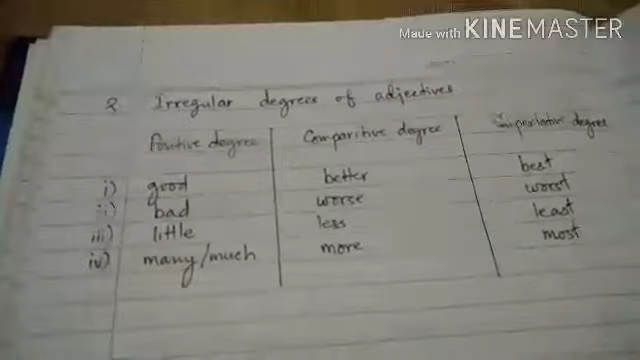 Made with KINEMASTER
2 Irregular degrees of adjectives
Positive degree Comparitive degree Superlative degree
i) good better best
ii) bad worse worst
iii) little less least
iv) many/much more most